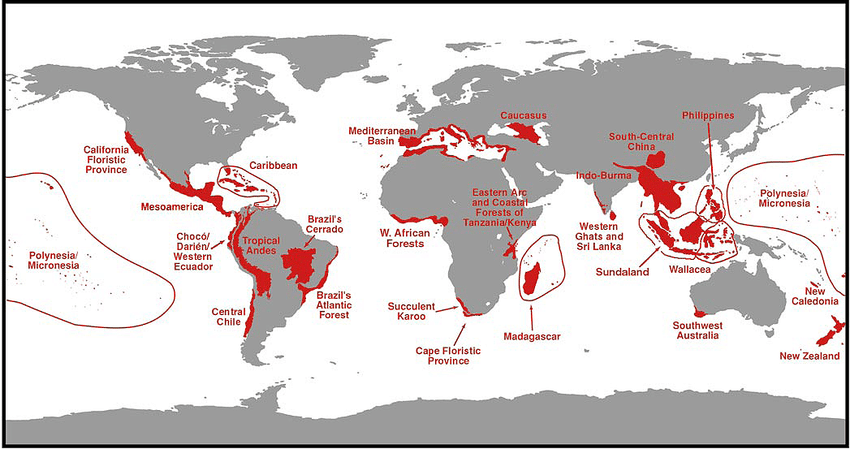 California
Floristic
Province
Caribbean
Mesoamerica
Polynesia/
Micronesia
Chocó/
Darién/
Western
Ecuador
Tropical
Andes
Brazil's
Cerrado
Brazil's
Atlantic
Forest
Central
Chile
Mediterranean
Basin
Caucasus
W. African
Forests
Eastern Arc
and Coastal
Forests of
Tanzania/Kenya
Succulent
Karoo
Cape Floristic
Province
Madagascar
South-Central
China
Philippines
Indo-Burma
Western
Ghats and
Sri Lanka
Sundaland
Wallacea
Polynesia/
Micronesia
New
Caledonia
Southwest
Australia
New Zealand